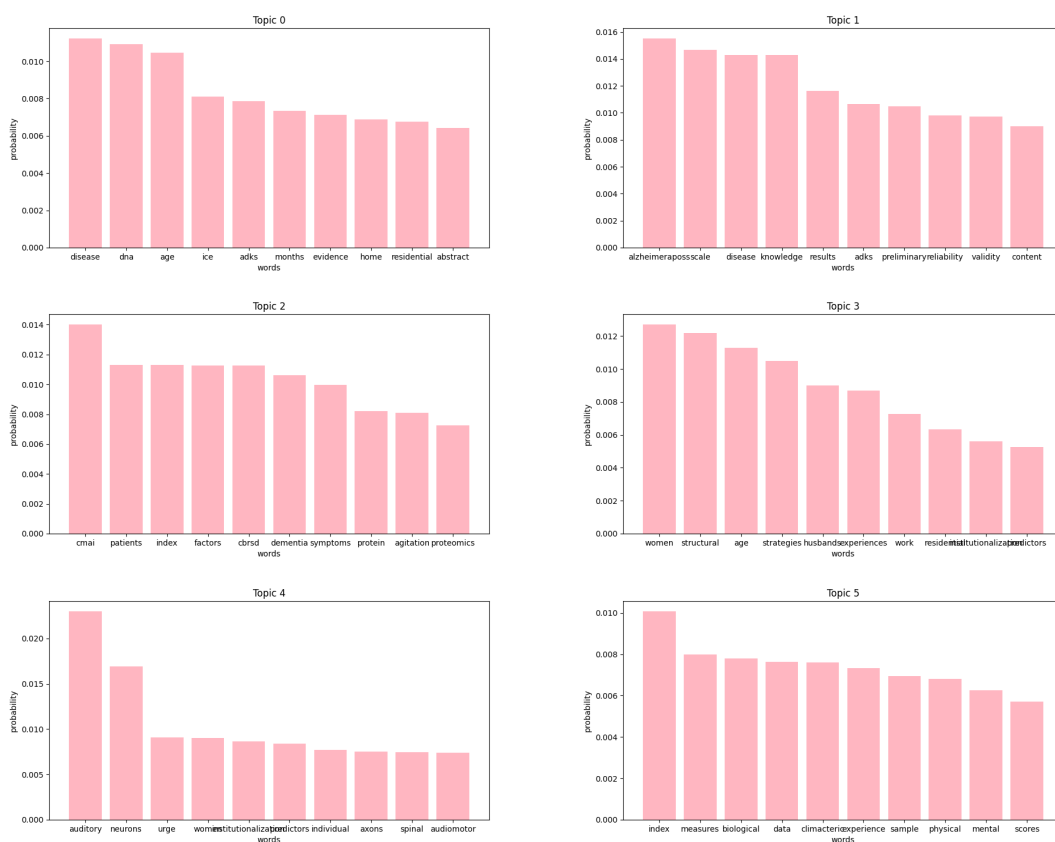 Topic 0
probability
0.010
0.008
0.006
0.004
0.002
0.000
disease dna age ice adks months evidence home residential abstract
words
Topic 1
probability
0.016
0.014
0.012
0.010
0.008
0.006
0.004
0.002
0.000
alzheimeraposs scale disease knowledge results adks preliminary reliability validity content
words
Topic 2
probability
0.014
0.012
0.010
0.008
0.006
0.004
0.002
0.000
cmai patients index factors cbrsd dementia symptoms protein agitation proteomics
words
Topic 3
probability
0.012
0.010
0.008
0.006
0.004
0.002
0.000
women structural age strategies husbands experiences work residential institutionalization predictors
words
Topic 4
probability
0.020
0.015
0.010
0.005
0.000
auditory neurons urge women institutionalization predictors individual axons spinal audiomotor
words
Topic 5
probability
0.010
0.008
0.006
0.004
0.002
0.000
index measures biological data climacteric experience sample physical mental scores
words